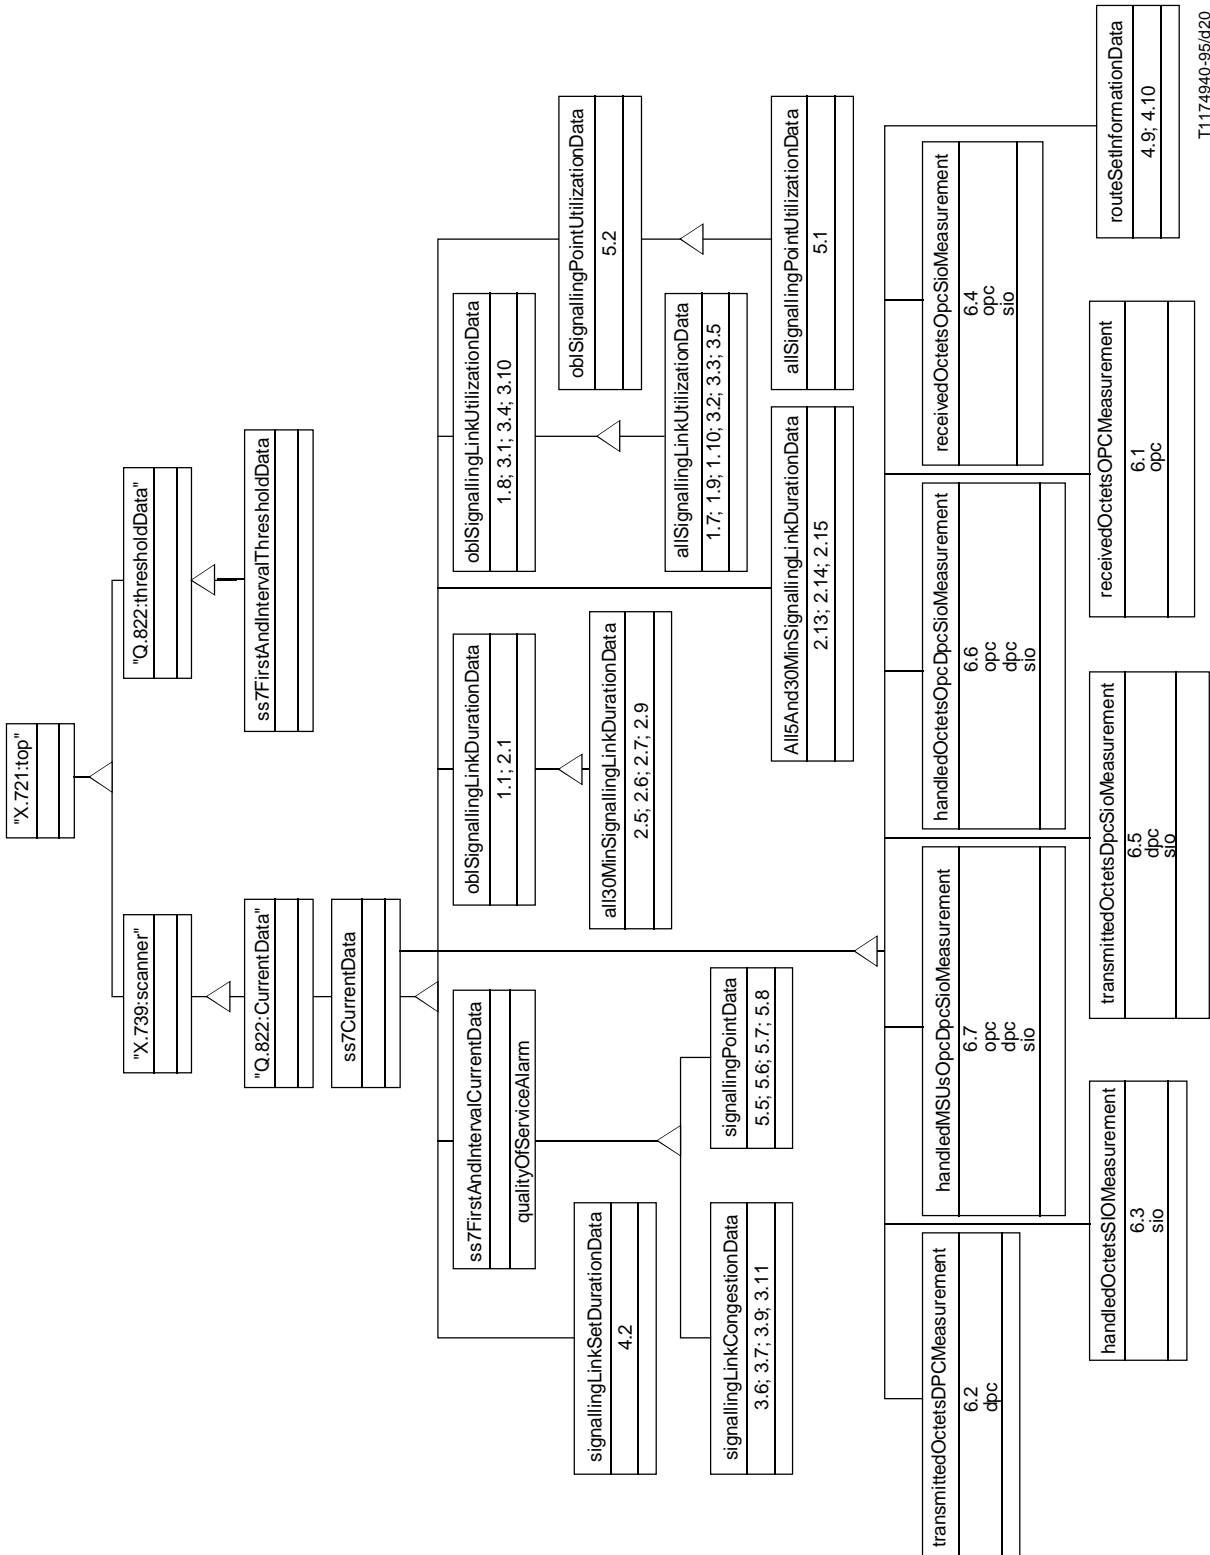 "X.721:top"
"X.739:scanner"
"Q.822:thresholdData"
"Q.822:CurrentData"
ss7FirstAndIntervalThresholdData
ss7CurrentData
ss7FirstAndIntervalCurrentData
qualityOfServiceAlarm
oblSignallingLinkDurationData
1.1; 2.1
oblSignallingLinkUtilizationData
1.8; 3.1; 3.4; 3.10
signallingLinkSetDurationData
4.2
all30MinSignallingLinkDurationData
2.5; 2.6; 2.7; 2.9
oblSignallingPointUtilizationData
5.2
allSignallingLinkUtilizationData
1.7; 1.9; 1.10; 3.2; 3.3; 3.5
signallingLinkCongestionData
3.6; 3.7; 3.9; 3.11
signallingPointData
5.5; 5.6; 5.7; 5.8
All5And30MinSignallingLinkDurationData
2.13; 2.14; 2.15
allSignallingPointUtilizationData
5.1
transmittedOctetsDPCMeasurement
6.2
dpc
handledMSUsOpcDpcSioMeasurement
6.7
opc
dpc
sio
handledOctetsOpcDpcSioMeasurement
6.6
opc
dpc
sio
receivedOctetsOpcSioMeasurement
6.4
opc
sio
handledOctetsSIOMeasurement
6.3
sio
transmittedOctetsDpcSioMeasurement
6.5
dpc
sio
receivedOctetsOPCMeasurement
6.1
opc
routeSetInformationData
4.9; 4.10
T1174940-95/d20